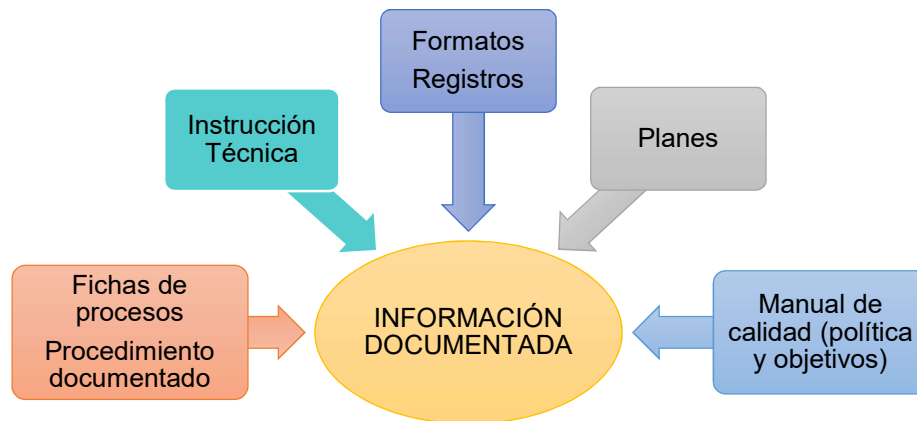 Formatos
Registros
Instrucción
Técnica
Planes
Fichas de
procesos
Procedimiento
documentado
INFORMACIÓN
DOCUMENTADA
Manual de
calidad (política
y objetivos)